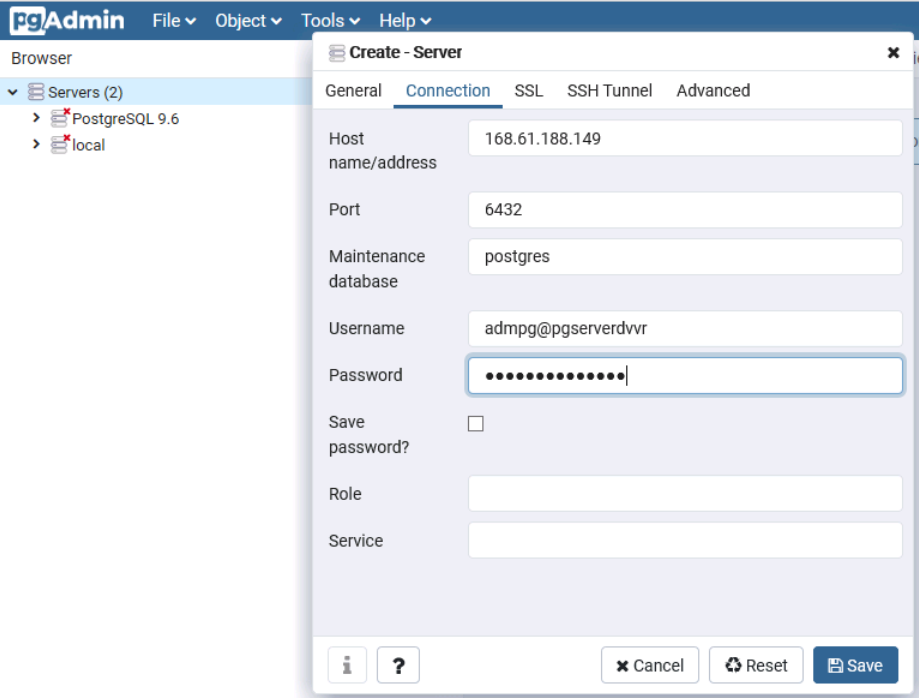 pgAdmin File Object Tools Help
Browser
Servers (2)
PostgreSQL 9.6
local
Create - Server
General Connection SSL SSH Tunnel Advanced
Host
name/address
168.61.188.149
Port
6432
Maintenance
database
postgres
Username
admpg@pgserverdvvr
Password
••••••••••••••
Save
password?
Role
Service
i ? Cancel Reset Save